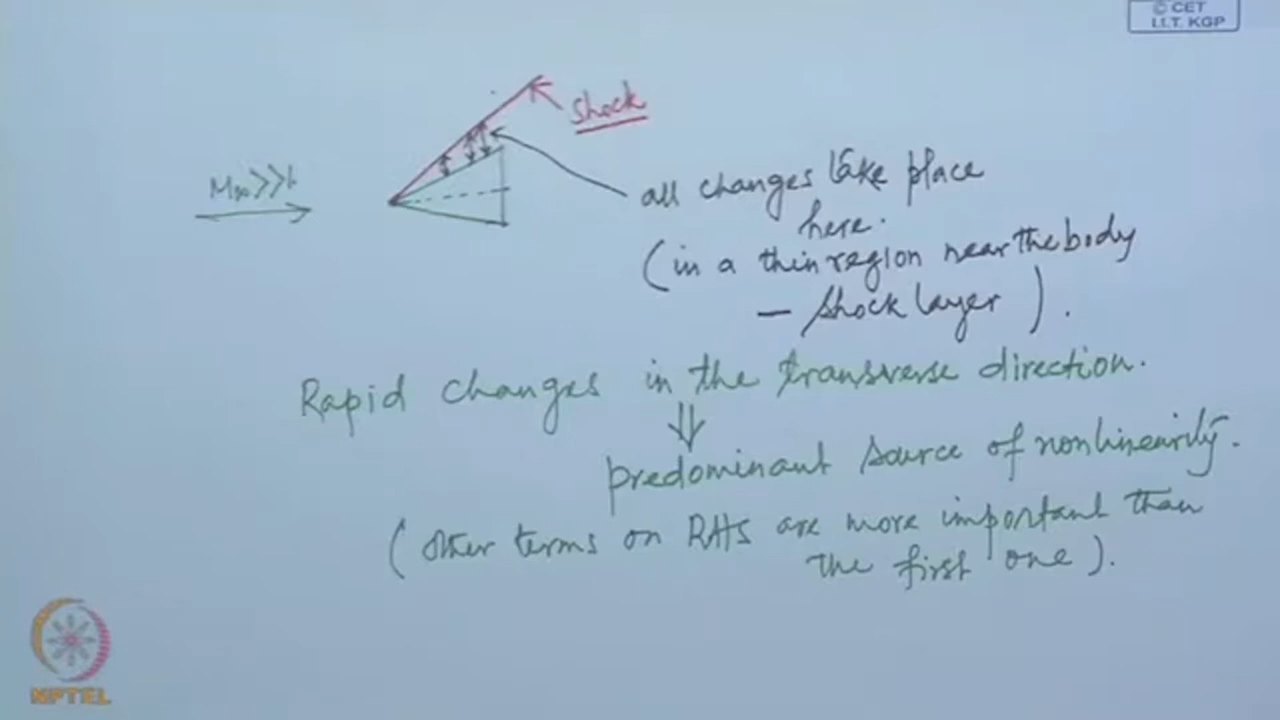 © CET
I.I.T. KGP
Shock
M∞>>1
all changes take place
here.
(in a thin region near the body
— shock layer).
Rapid changes in the transverse direction.
⇓
predominant source of nonlinearity.
(other terms on RHS are more important than
the first one).
NPTEL